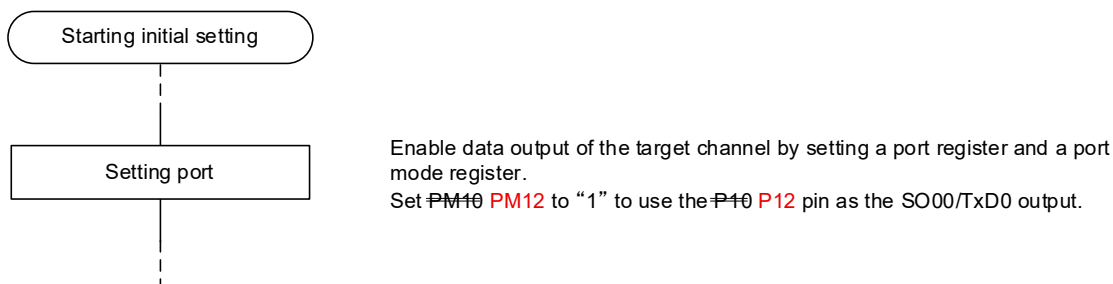 Starting initial setting
Setting port
Enable data output of the target channel by setting a port register and a port
mode register.
Set PM10 PM12 to “1” to use the P10 P12 pin as the SO00/TxD0 output.